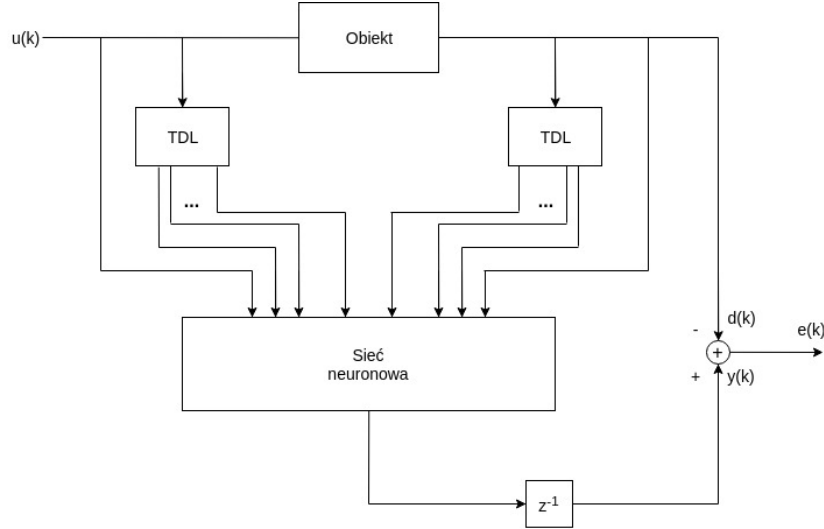 u(k)
Obiekt
TDL
TDL
...
...
Sieć
neuronowa
-
d(k)
e(k)
+
+
y(k)
z-1